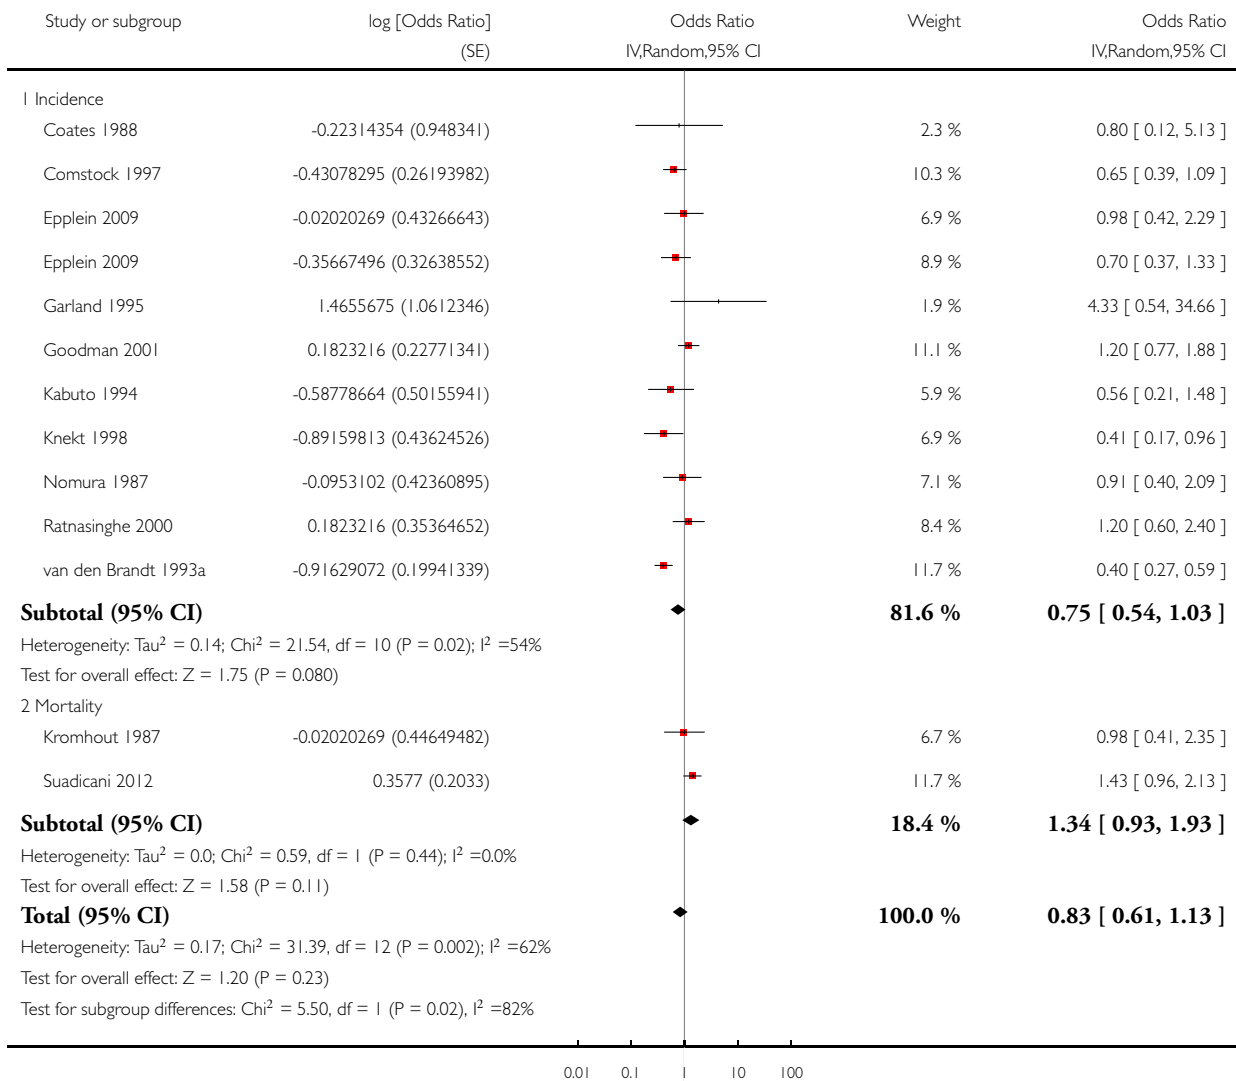 Study or subgroup log [Odds Ratio] Odds Ratio Weight Odds Ratio
(SE) IV,Random,95% CI IV,Random,95% CI
1 Incidence
Coates 1988 -0.22314354 (0.948341) 2.3 % 0.80 [ 0.12, 5.13 ]
Comstock 1997 -0.43078295 (0.26193982) 10.3 % 0.65 [ 0.39, 1.09 ]
Epplein 2009 -0.02020269 (0.43266643) 6.9 % 0.98 [ 0.42, 2.29 ]
Epplein 2009 -0.35667496 (0.32638552) 8.9 % 0.70 [ 0.37, 1.33 ]
Garland 1995 1.4655675 (1.0612346) 1.9 % 4.33 [ 0.54, 34.66 ]
Goodman 2001 0.1823216 (0.22771341) 11.1 % 1.20 [ 0.77, 1.88 ]
Kabuto 1994 -0.58778664 (0.50155941) 5.9 % 0.56 [ 0.21, 1.48 ]
Knekt 1998 -0.89159813 (0.43624526) 6.9 % 0.41 [ 0.17, 0.96 ]
Nomura 1987 -0.0953102 (0.42360895) 7.1 % 0.91 [ 0.40, 2.09 ]
Ratnasinghe 2000 0.1823216 (0.35364652) 8.4 % 1.20 [ 0.60, 2.40 ]
van den Brandt 1993a -0.91629072 (0.19941339) 11.7 % 0.40 [ 0.27, 0.59 ]
Subtotal (95% CI) 81.6 % 0.75 [ 0.54, 1.03 ]
Heterogeneity: Tau² = 0.14; Chi² = 21.54, df = 10 (P = 0.02); I² =54%
Test for overall effect: Z = 1.75 (P = 0.080)
2 Mortality
Kromhout 1987 -0.02020269 (0.44649482) 6.7 % 0.98 [ 0.41, 2.35 ]
Suadicani 2012 0.3577 (0.2033) 11.7 % 1.43 [ 0.96, 2.13 ]
Subtotal (95% CI) 18.4 % 1.34 [ 0.93, 1.93 ]
Heterogeneity: Tau² = 0.0; Chi² = 0.59, df = 1 (P = 0.44); I² =0.0%
Test for overall effect: Z = 1.58 (P = 0.11)
Total (95% CI) 100.0 % 0.83 [ 0.61, 1.13 ]
Heterogeneity: Tau² = 0.17; Chi² = 31.39, df = 12 (P = 0.002); I² =62%
Test for overall effect: Z = 1.20 (P = 0.23)
Test for subgroup differences: Chi² = 5.50, df = 1 (P = 0.02), I² =82%
0.01 0.1 1 10 100